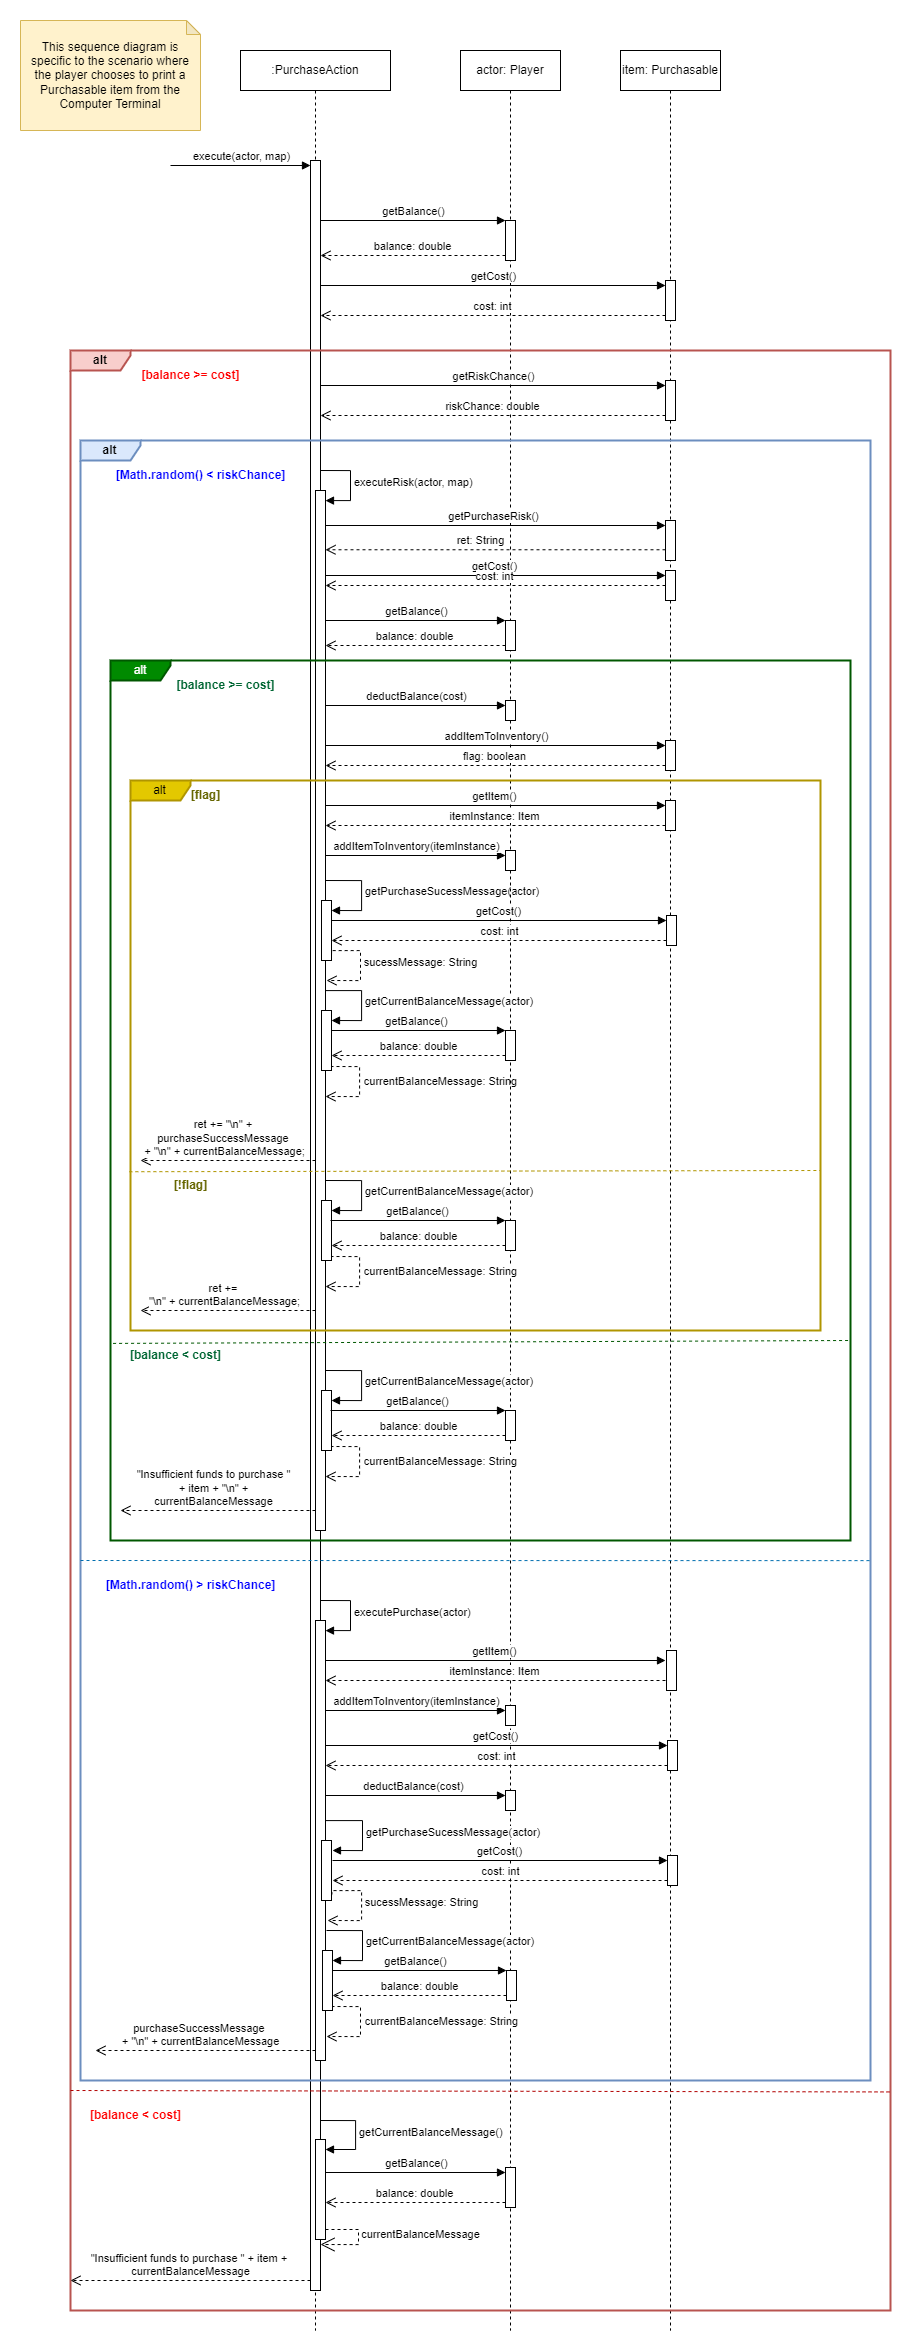 This sequence diagram is
specific to the scenario where
the player chooses to print a
Purchasable item from the
Computer Terminal
:PurchaseAction
actor: Player
item: Purchasable
execute(actor, map)
getBalance()
balance: double
getCost()
cost: int
alt
[balance >= cost]
getRiskChance()
riskChance: double
alt
[Math.random() < riskChance]
executeRisk(actor, map)
getPurchaseRisk()
ret: String
getCost()
cost: int
getBalance()
balance: double
alt
[balance >= cost]
deductBalance(cost)
addItemToInventory()
flag: boolean
alt
[flag]
getItem()
itemInstance: Item
addItemToInventory(itemInstance)
getPurchaseSucessMessage(actor)
getCost()
cost: int
sucessMessage: String
getCurrentBalanceMessage(actor)
getBalance()
balance: double
currentBalanceMessage: String
ret += "\n" +
purchaseSuccessMessage
+ "\n" + currentBalanceMessage;
[!flag]
getCurrentBalanceMessage(actor)
getBalance()
balance: double
currentBalanceMessage: String
ret +=
"\n" + currentBalanceMessage;
[balance < cost]
getCurrentBalanceMessage(actor)
getBalance()
balance: double
currentBalanceMessage: String
"Insufficient funds to purchase "
+ item + "\n" +
currentBalanceMessage
[Math.random() > riskChance]
executePurchase(actor)
getItem()
itemInstance: Item
addItemToInventory(itemInstance)
getCost()
cost: int
deductBalance(cost)
getPurchaseSucessMessage(actor)
getCost()
cost: int
sucessMessage: String
getCurrentBalanceMessage(actor)
getBalance()
balance: double
currentBalanceMessage: String
purchaseSuccessMessage
+ "\n" + currentBalanceMessage
[balance < cost]
getCurrentBalanceMessage()
getBalance()
balance: double
currentBalanceMessage
"Insufficient funds to purchase " + item +
currentBalanceMessage